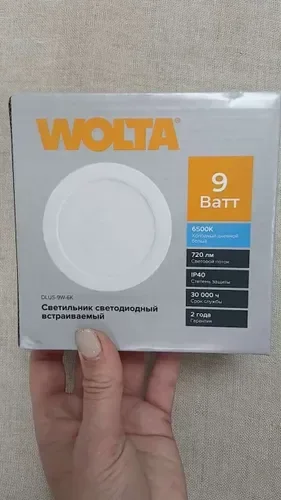 WOLTA
9
Ватт
6500К
Холодный дневной
белый
720 лм
Световой поток
IP40
Степень защиты
30 000 ч
Срок службы
2 года
Гарантия
DLUS-9W-6K
Светильник светодиодный
встраиваемый